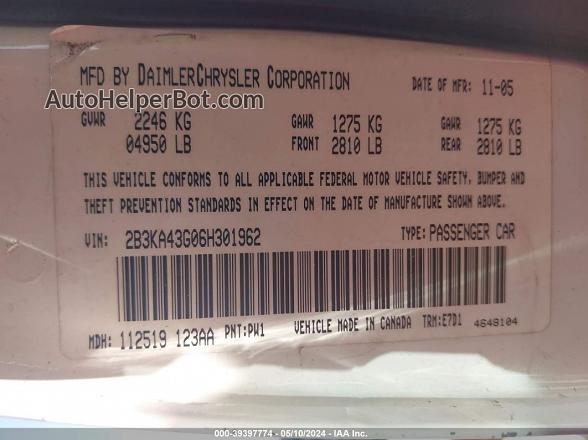 MFD BY DAIMLERCHRYSLER CORPORATION DATE OF MFR: 11-05
AutoHelperBot.com
GVWR 2246 KG GAWR 1275 KG GAWR 1275 KG
04950 LB FRONT 2810 LB REAR 2810 LB
THIS VEHICLE CONFORMS TO ALL APPLICABLE FEDERAL MOTOR VEHICLE SAFETY, BUMPER AND
THEFT PREVENTION STANDARDS IN EFFECT ON THE DATE OF MANUFACTURE SHOWN ABOVE.
VIN: 2B3KA43G06H301962 TYPE: PASSENGER CAR
MDH: 112519 123AA PNT:PW1 VEHICLE MADE IN CANADA TRM:E7D1 4648104
000-39397774 - 05/10/2024 - IAA Inc.